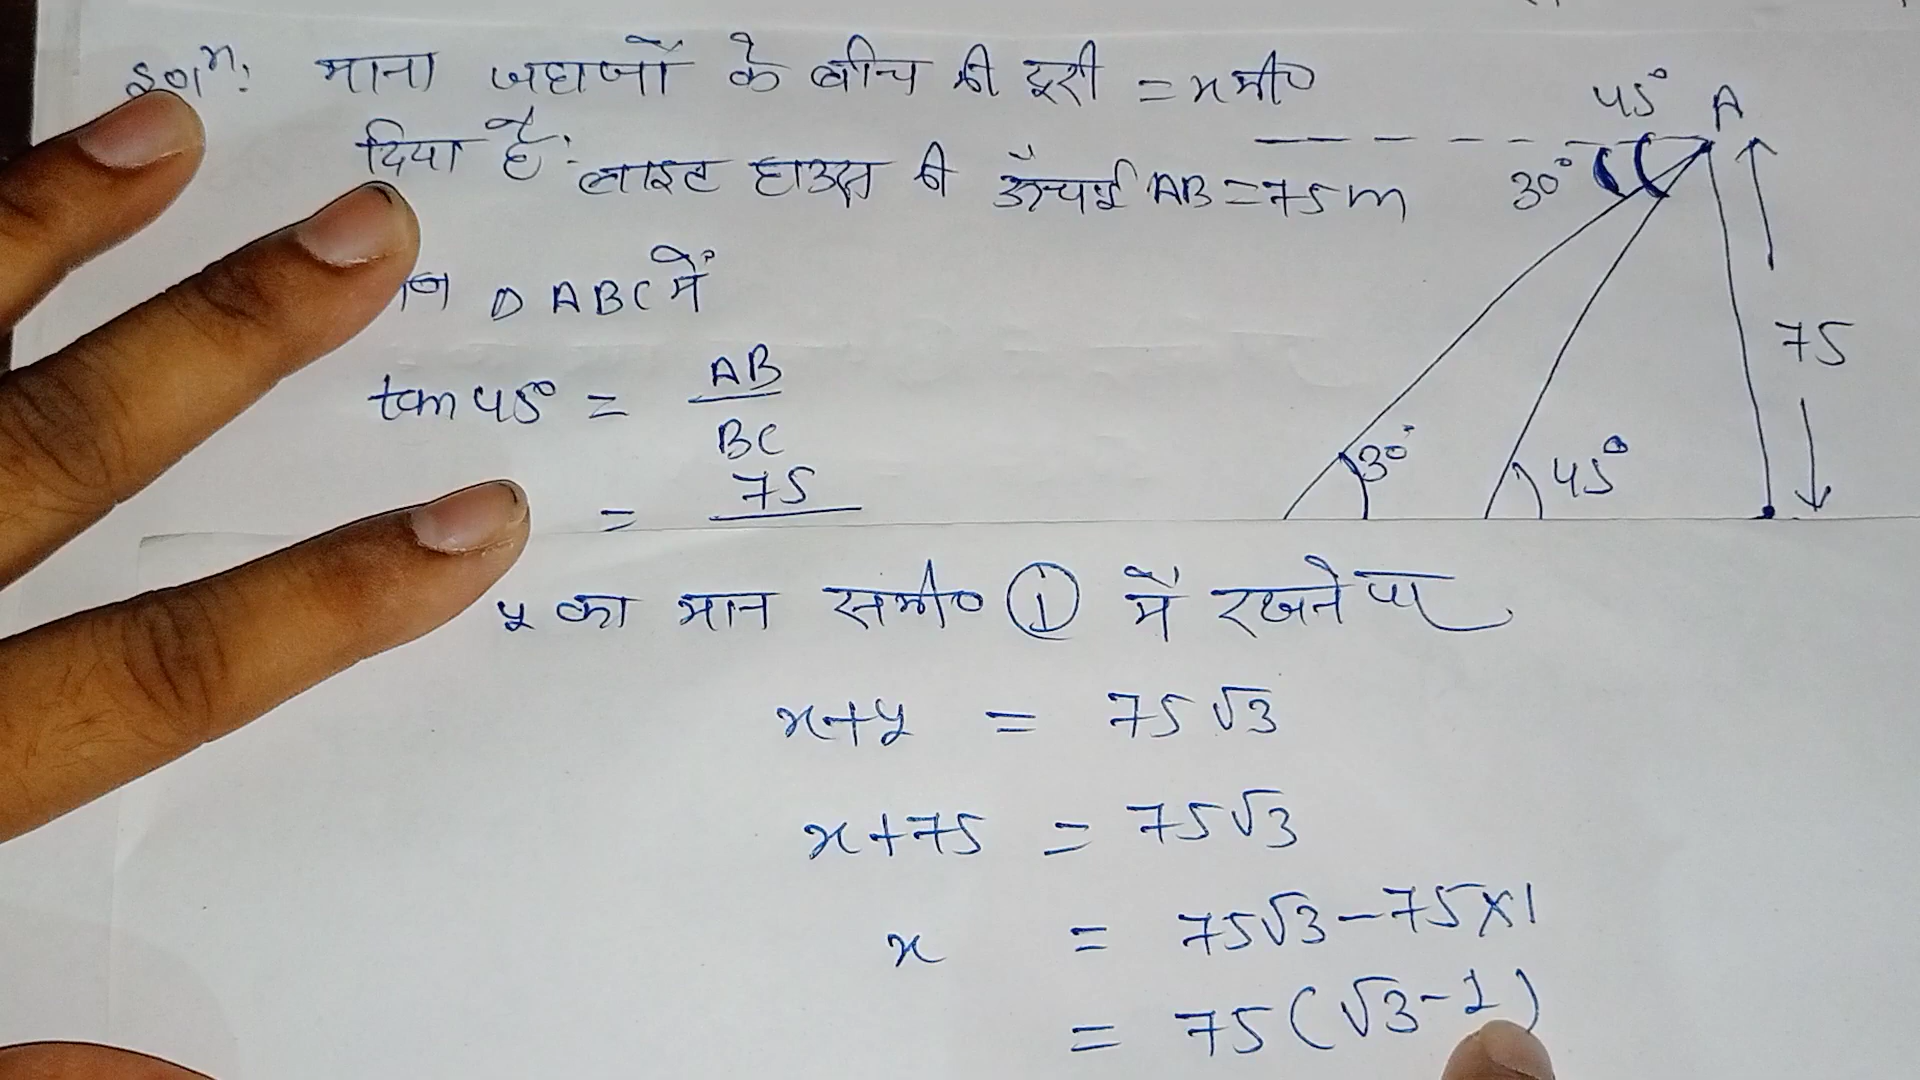 Solⁿ: माना जहाजों के बीच की दूरी = x मी०
दिया है:
लाइट हाउस की ऊँचाई AB = 75 m
Δ ABC में
tan 45° = AB / BC
= 75
45° A
30°
75
30°
45°
y का मान समी० ① में रखने पर
x+y = 75√3
x+75 = 75√3
x = 75√3 - 75×1
= 75(√3-1)